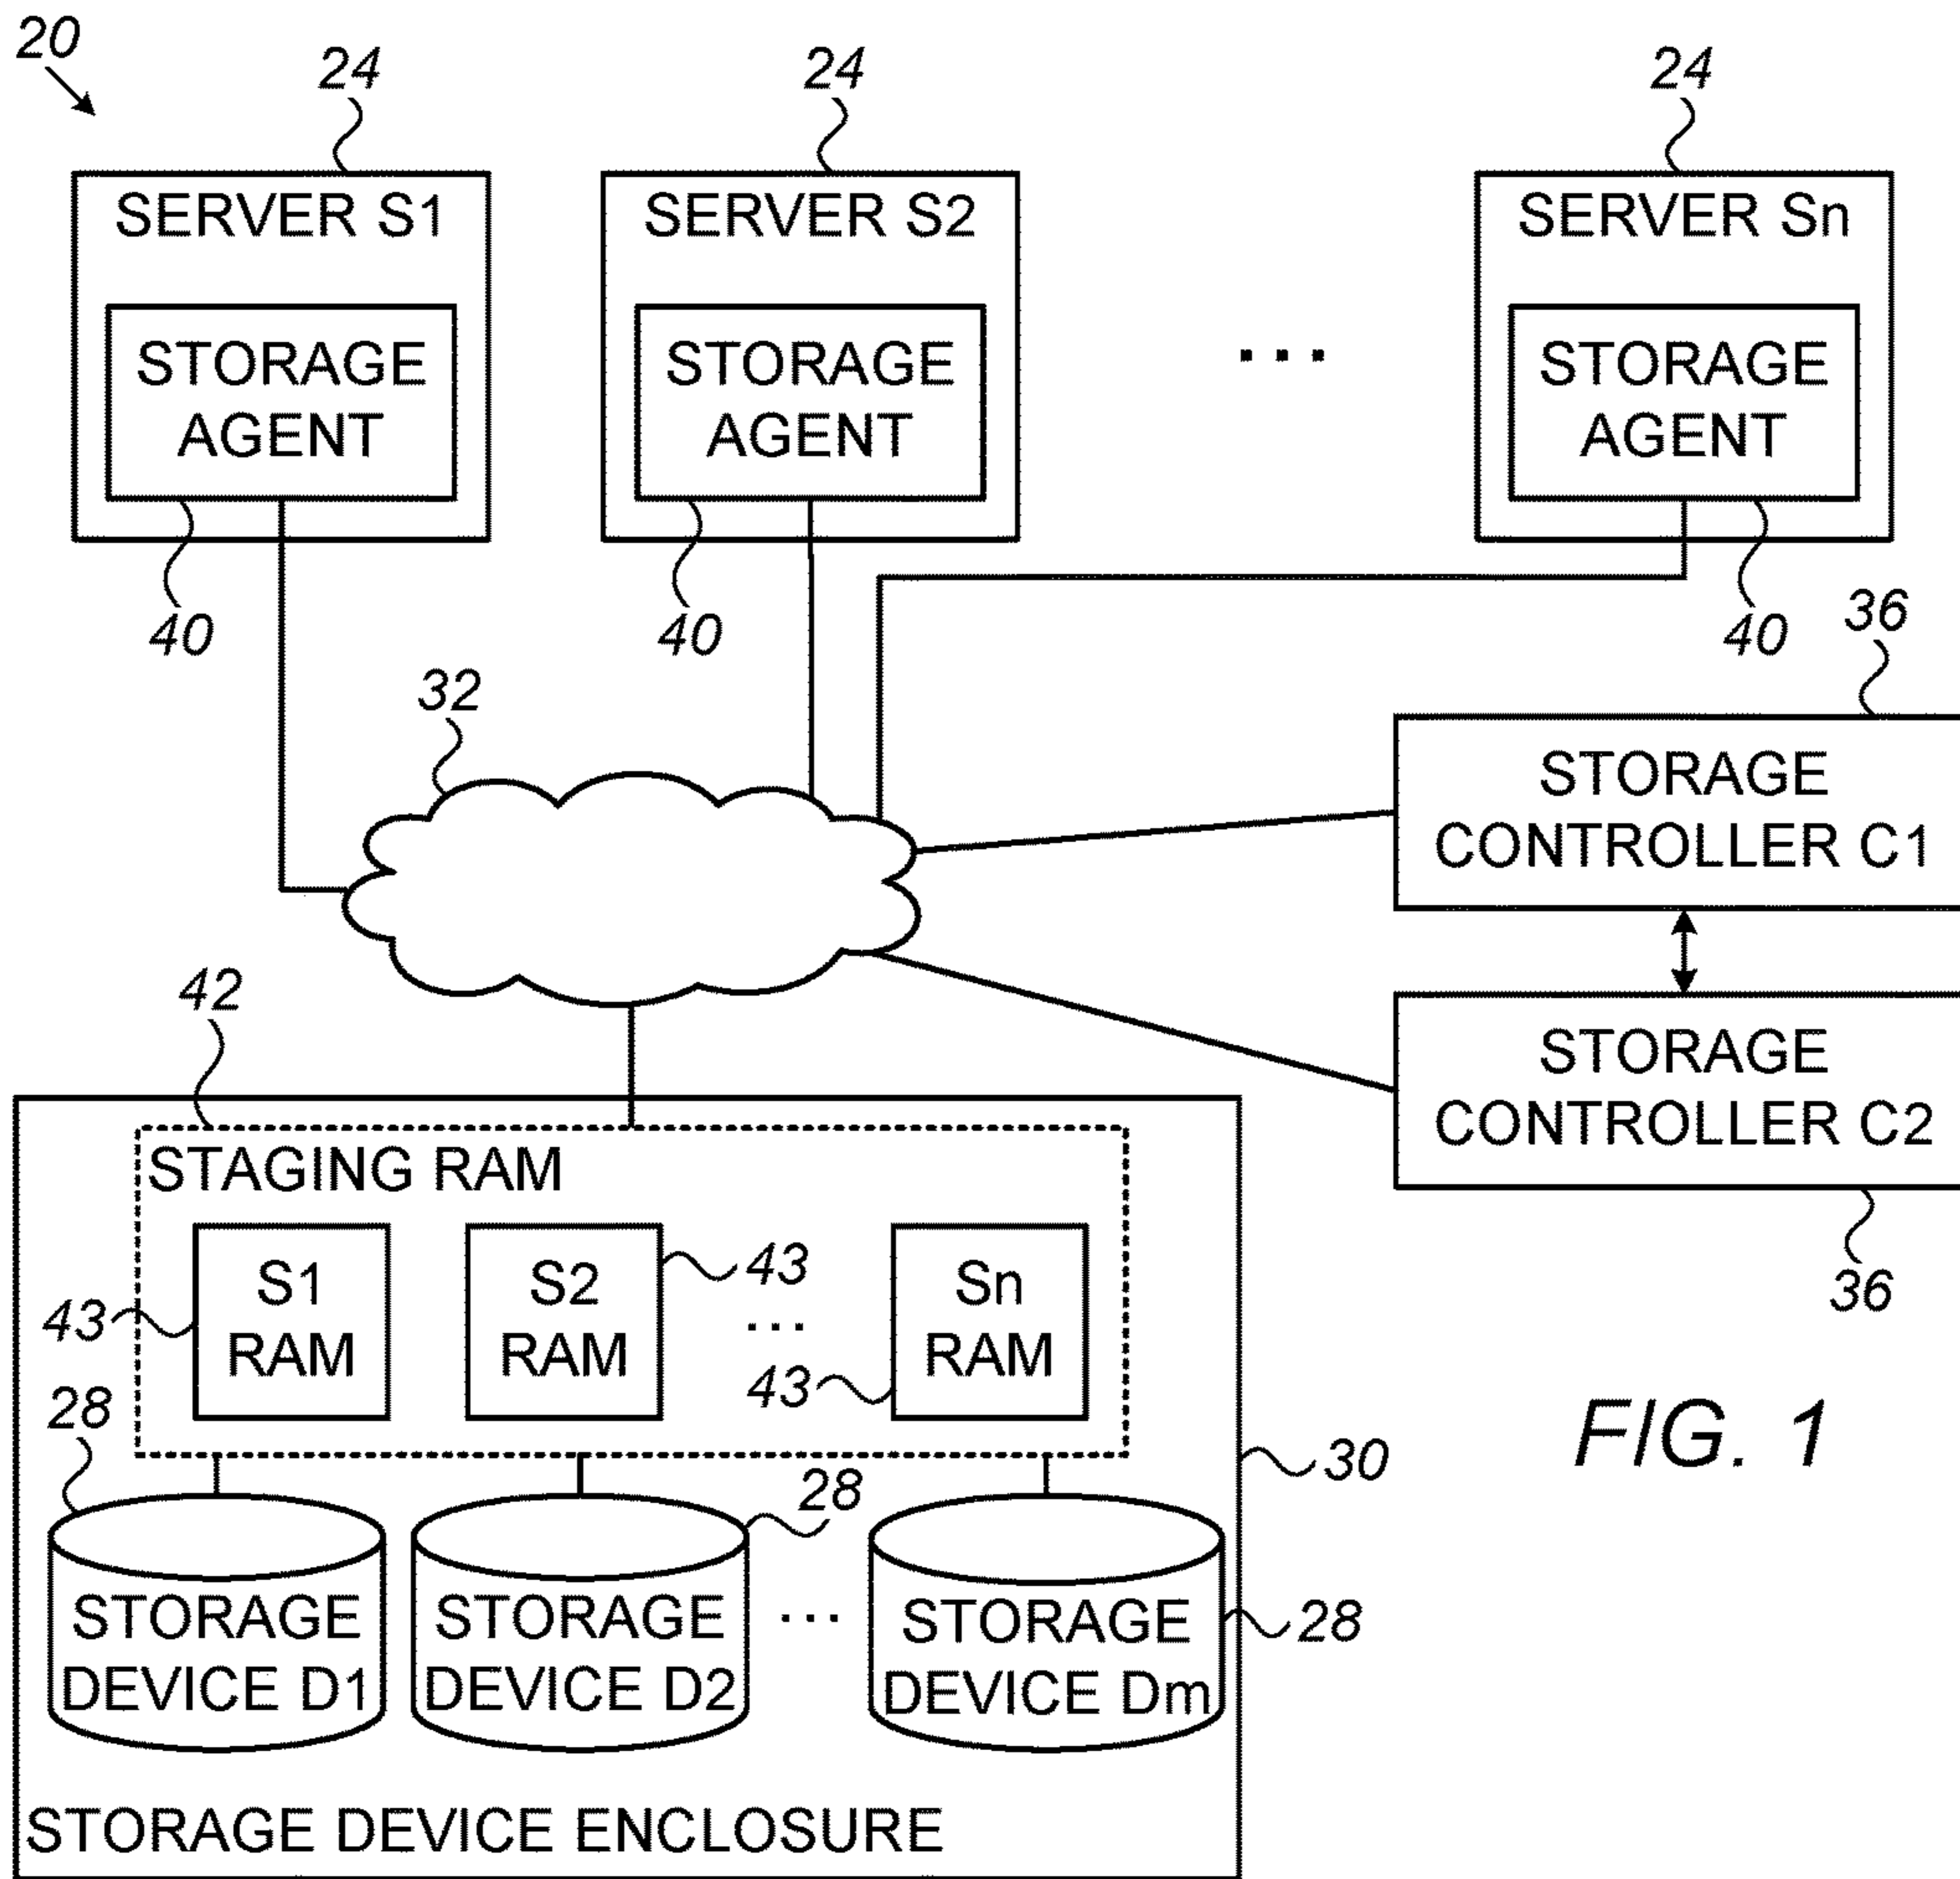 20
24
24
24
SERVER S1
SERVER S2
SERVER Sn
STORAGE
AGENT
STORAGE
AGENT
...
STORAGE
AGENT
40
40
40
32
36
STORAGE
CONTROLLER C1
42
STORAGE
CONTROLLER C2
36
STAGING RAM
S1
RAM
43
S2
RAM
43
...
Sn
RAM
43
FIG. 1
30
28
28
28
STORAGE
DEVICE D1
STORAGE
DEVICE D2
...
STORAGE
DEVICE Dm
STORAGE DEVICE ENCLOSURE